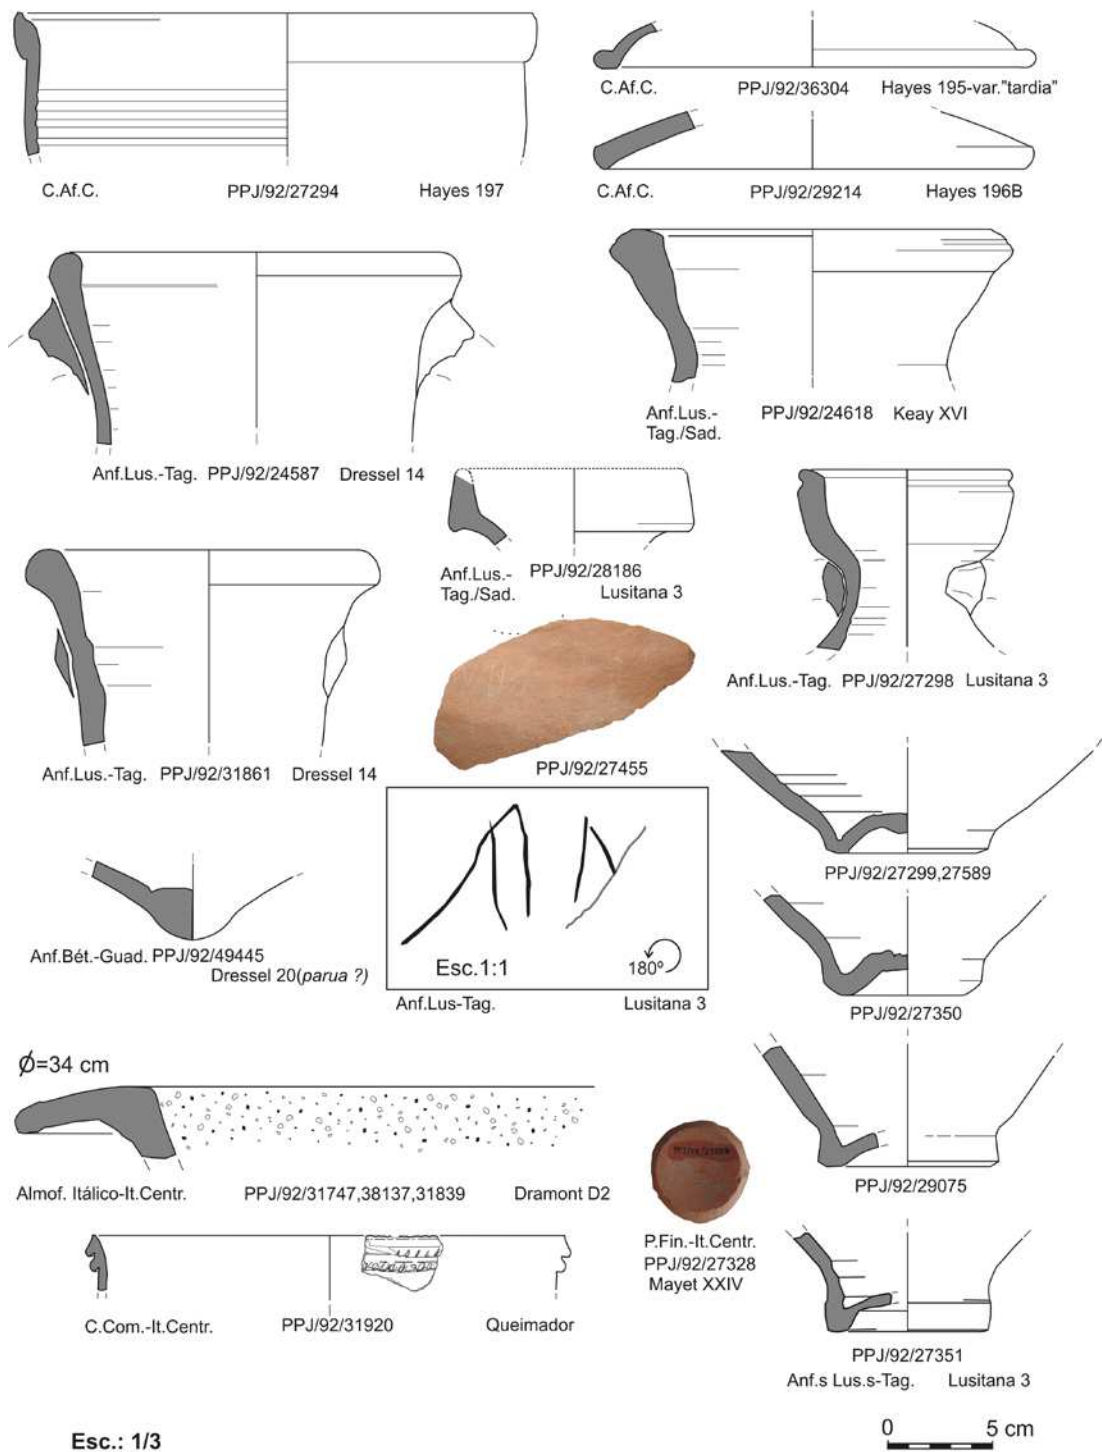 C.Af.C. PPJ/92/27294 Hayes 197
C.Af.C. PPJ/92/36304 Hayes 195-var."tardia"
C.Af.C. PPJ/92/29214 Hayes 196B
Anf.Lus.-Tag. PPJ/92/24587 Dressel 14
Anf.Lus.-
Tag./Sad. PPJ/92/24618 Keay XVI
Anf.Lus.-
Tag./Sad. PPJ/92/28186 Lusitana 3
Anf.Lus.-Tag. PPJ/92/27298 Lusitana 3
Anf.Lus.-Tag. PPJ/92/31861 Dressel 14
PPJ/92/27455
Esc.1:1 180º
Anf.Lus-Tag. Lusitana 3
PPJ/92/27299,27589
Anf.Bét.-Guad. PPJ/92/49445
Dressel 20(parua ?)
PPJ/92/27350
Ø=34 cm
Almof. Itálico-It.Centr. PPJ/92/31747,38137,31839 Dramont D2
PPJ/92/29075
P.Fin.-It.Centr.
PPJ/92/27328
Mayet XXIV
C.Com.-It.Centr. PPJ/92/31920 Queimador
PPJ/92/27351
Anf.s Lus.s-Tag. Lusitana 3
Esc.: 1/3
0 5 cm